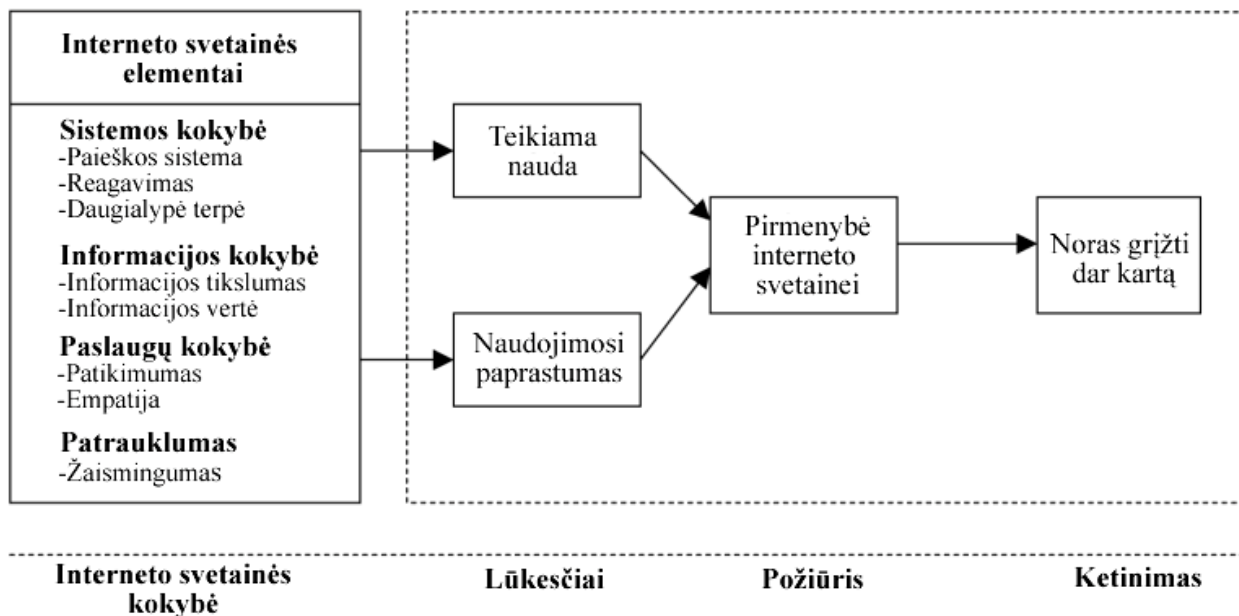 Interneto svetainės
elementai
Sistemos kokybė
-Paieškos sistema
-Reagavimas
-Daugialypė terpė
Informacijos kokybė
-Informacijos tikslumas
-Informacijos vertė
Paslaugų kokybė
-Patikimumas
-Empatija
Patrauklumas
-Žaismingumas
Teikiama
nauda
Naudojimosi
paprastumas
Pirmenybė
interneto
svetainei
Noras grįžti
dar kartą
Interneto svetainės
kokybė
Lūkesčiai
Požiūris
Ketinimas